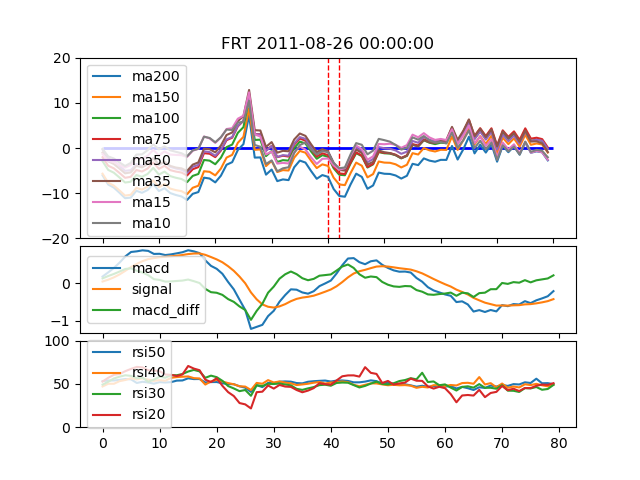 FRT 2011-08-26 00:00:00
20
10
0
−10
−20
ma200
ma150
ma100
ma75
ma50
ma35
ma15
ma10
0
−1
macd
signal
macd_diff
100
50
0
rsi50
rsi40
rsi30
rsi20
0 10 20 30 40 50 60 70 80